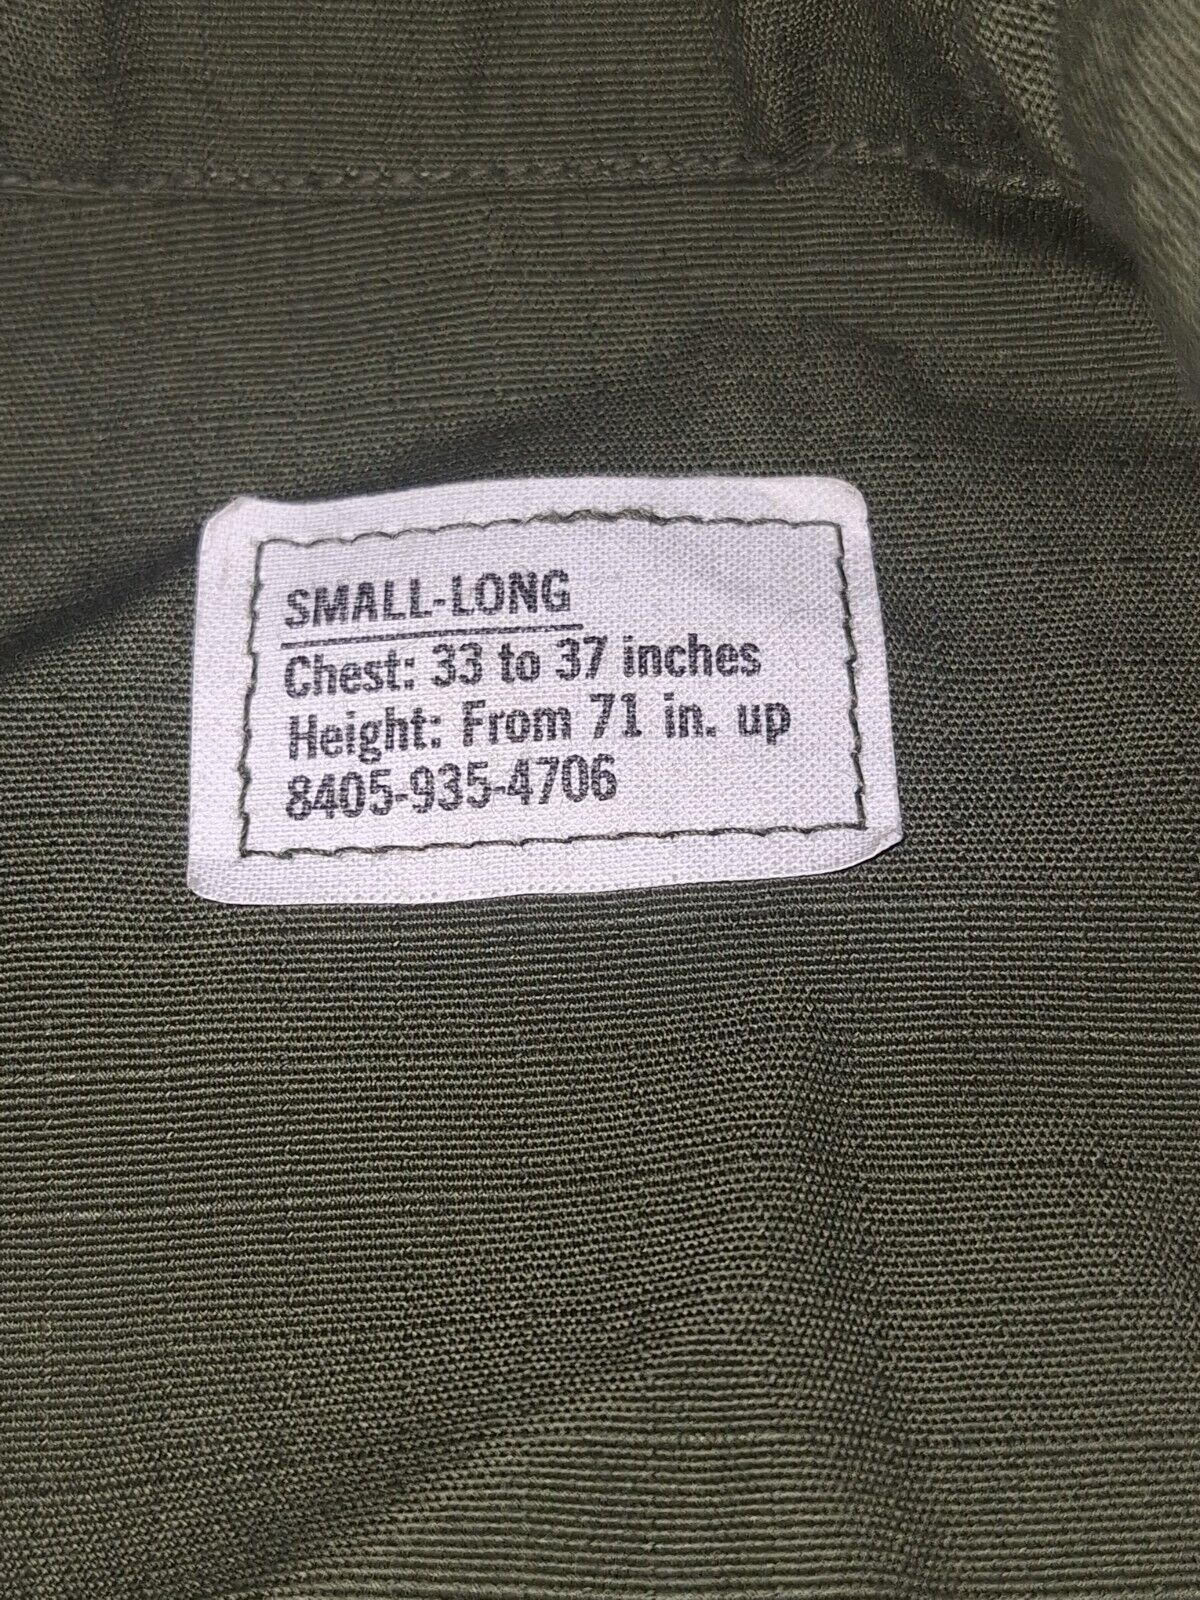 SMALL-LONG
Chest: 33 to 37 inches
Height: From 71 in. up
8405-935-4706